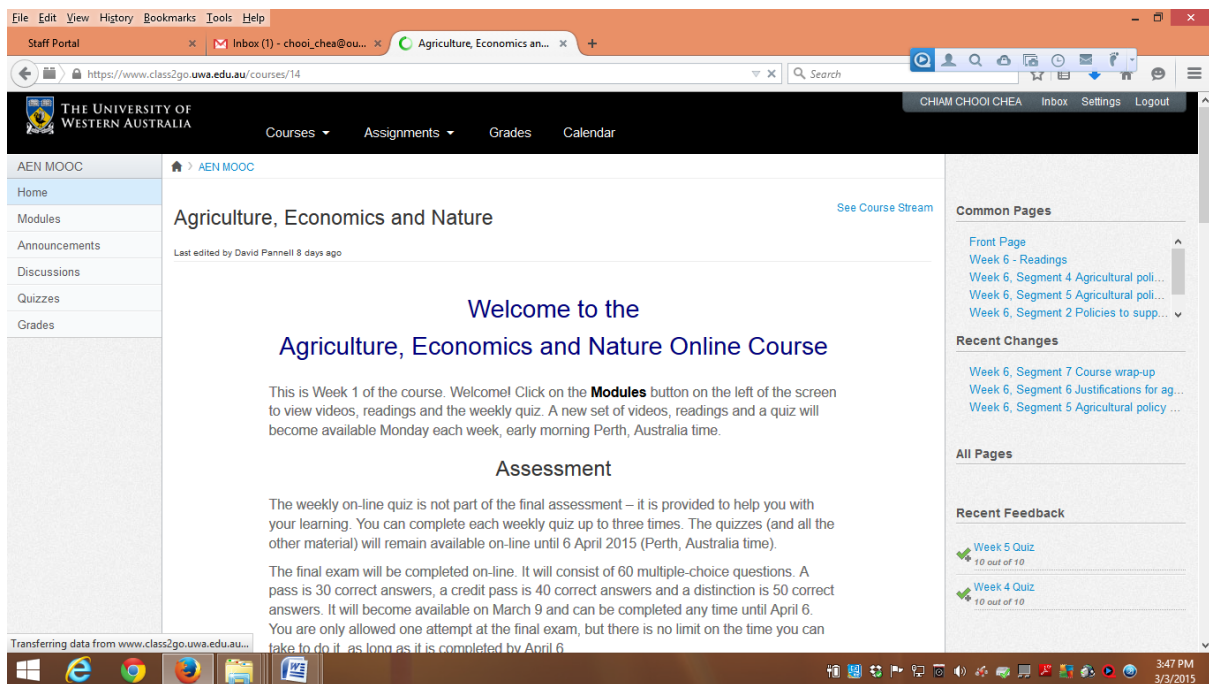 File Edit View History Bookmarks Tools Help
Staff Portal
Inbox (1) - chooi_chea@ou...
Agriculture, Economics an...
https://www.class2go.uwa.edu.au/courses/14
Search
THE UNIVERSITY OF
WESTERN AUSTRALIA
CHIAM CHOOI CHEA Inbox Settings Logout
Courses Assignments Grades Calendar
AEN MOOC
Home
Modules
Announcements
Discussions
Quizzes
Grades
AEN MOOC
Agriculture, Economics and Nature
See Course Stream
Last edited by David Pannell 8 days ago
Welcome to the
Agriculture, Economics and Nature Online Course
This is Week 1 of the course. Welcome! Click on the Modules button on the left of the screen
to view videos, readings and the weekly quiz. A new set of videos, readings and a quiz will
become available Monday each week, early morning Perth, Australia time.
Assessment
The weekly on-line quiz is not part of the final assessment – it is provided to help you with
your learning. You can complete each weekly quiz up to three times. The quizzes (and all the
other material) will remain available on-line until 6 April 2015 (Perth, Australia time).
The final exam will be completed on-line. It will consist of 60 multiple-choice questions. A
pass is 30 correct answers, a credit pass is 40 correct answers and a distinction is 50 correct
answers. It will become available on March 9 and can be completed any time until April 6.
You are only allowed one attempt at the final exam, but there is no limit on the time you can
take to do it, as long as it is completed by April 6
Common Pages
Front Page
Week 6 - Readings
Week 6, Segment 4 Agricultural poli...
Week 6, Segment 5 Agricultural poli...
Week 6, Segment 2 Policies to supp...
Recent Changes
Week 6, Segment 7 Course wrap-up
Week 6, Segment 6 Justifications for ag...
Week 6, Segment 5 Agricultural policy ...
All Pages
Recent Feedback
Week 5 Quiz
10 out of 10
Week 4 Quiz
10 out of 10
Transferring data from www.class2go.uwa.edu.au...
3:47 PM
3/3/2015